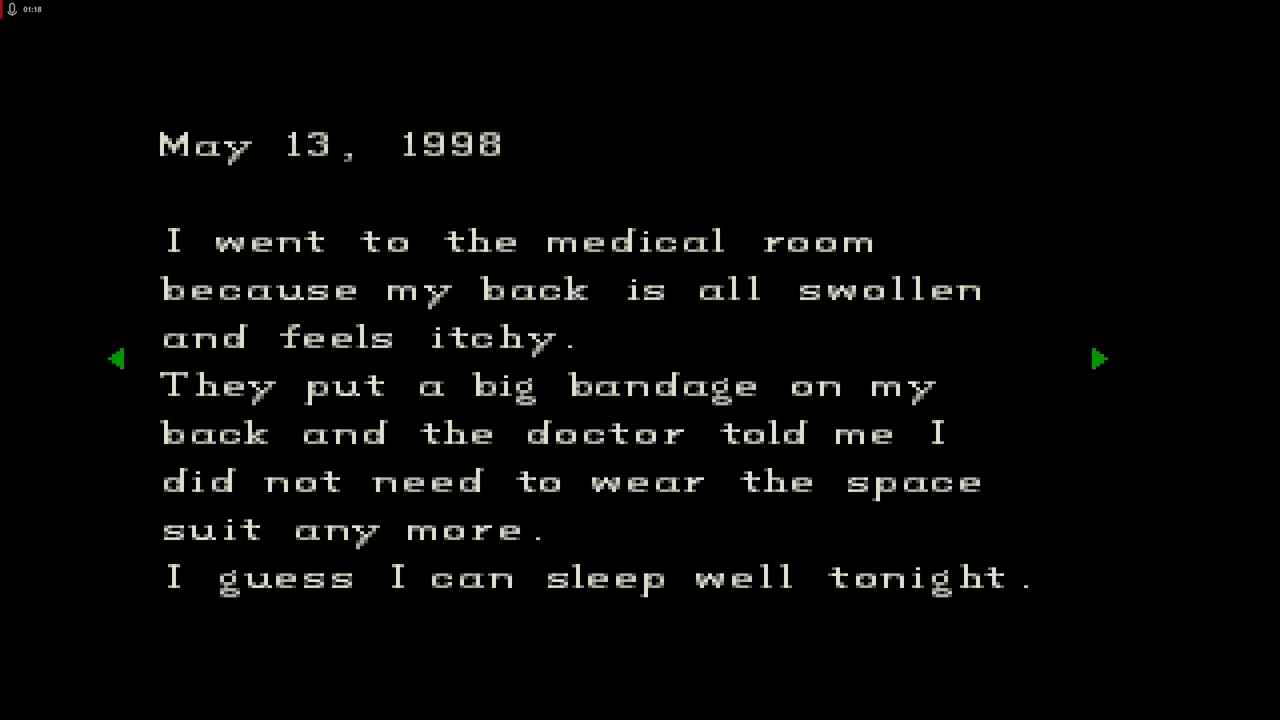 01:18
May 13, 1998
I went to the medical room
because my back is all swollen
and feels itchy.
They put a big bandage on my
back and the doctor told me I
did not need to wear the space
suit any more.
I guess I can sleep well tonight.